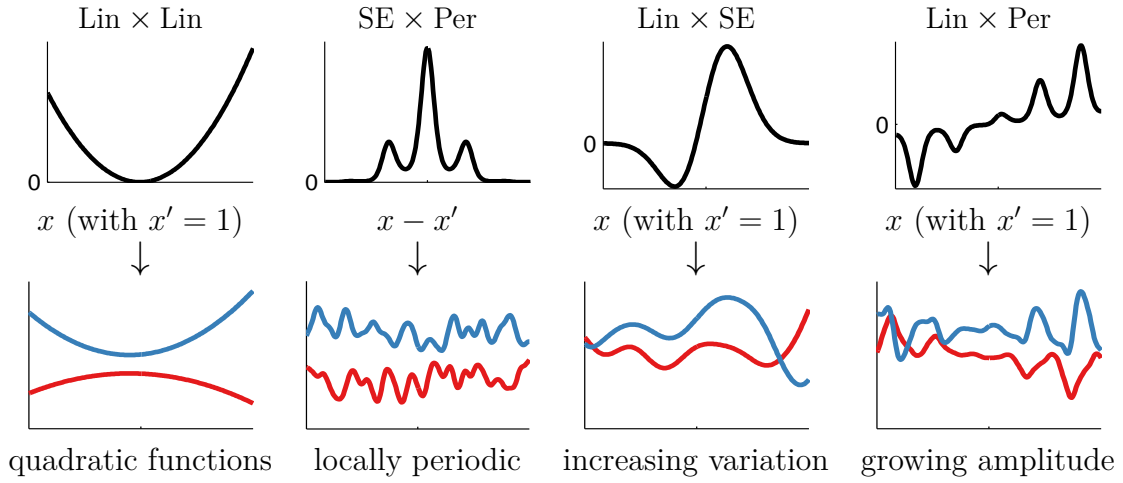 Lin × Lin SE × Per Lin × SE Lin × Per
0 0 0
x (with x′ = 1) x − x′ x (with x′ = 1) x (with x′ = 1)
↓ ↓ ↓ ↓
quadratic functions locally periodic increasing variation growing amplitude